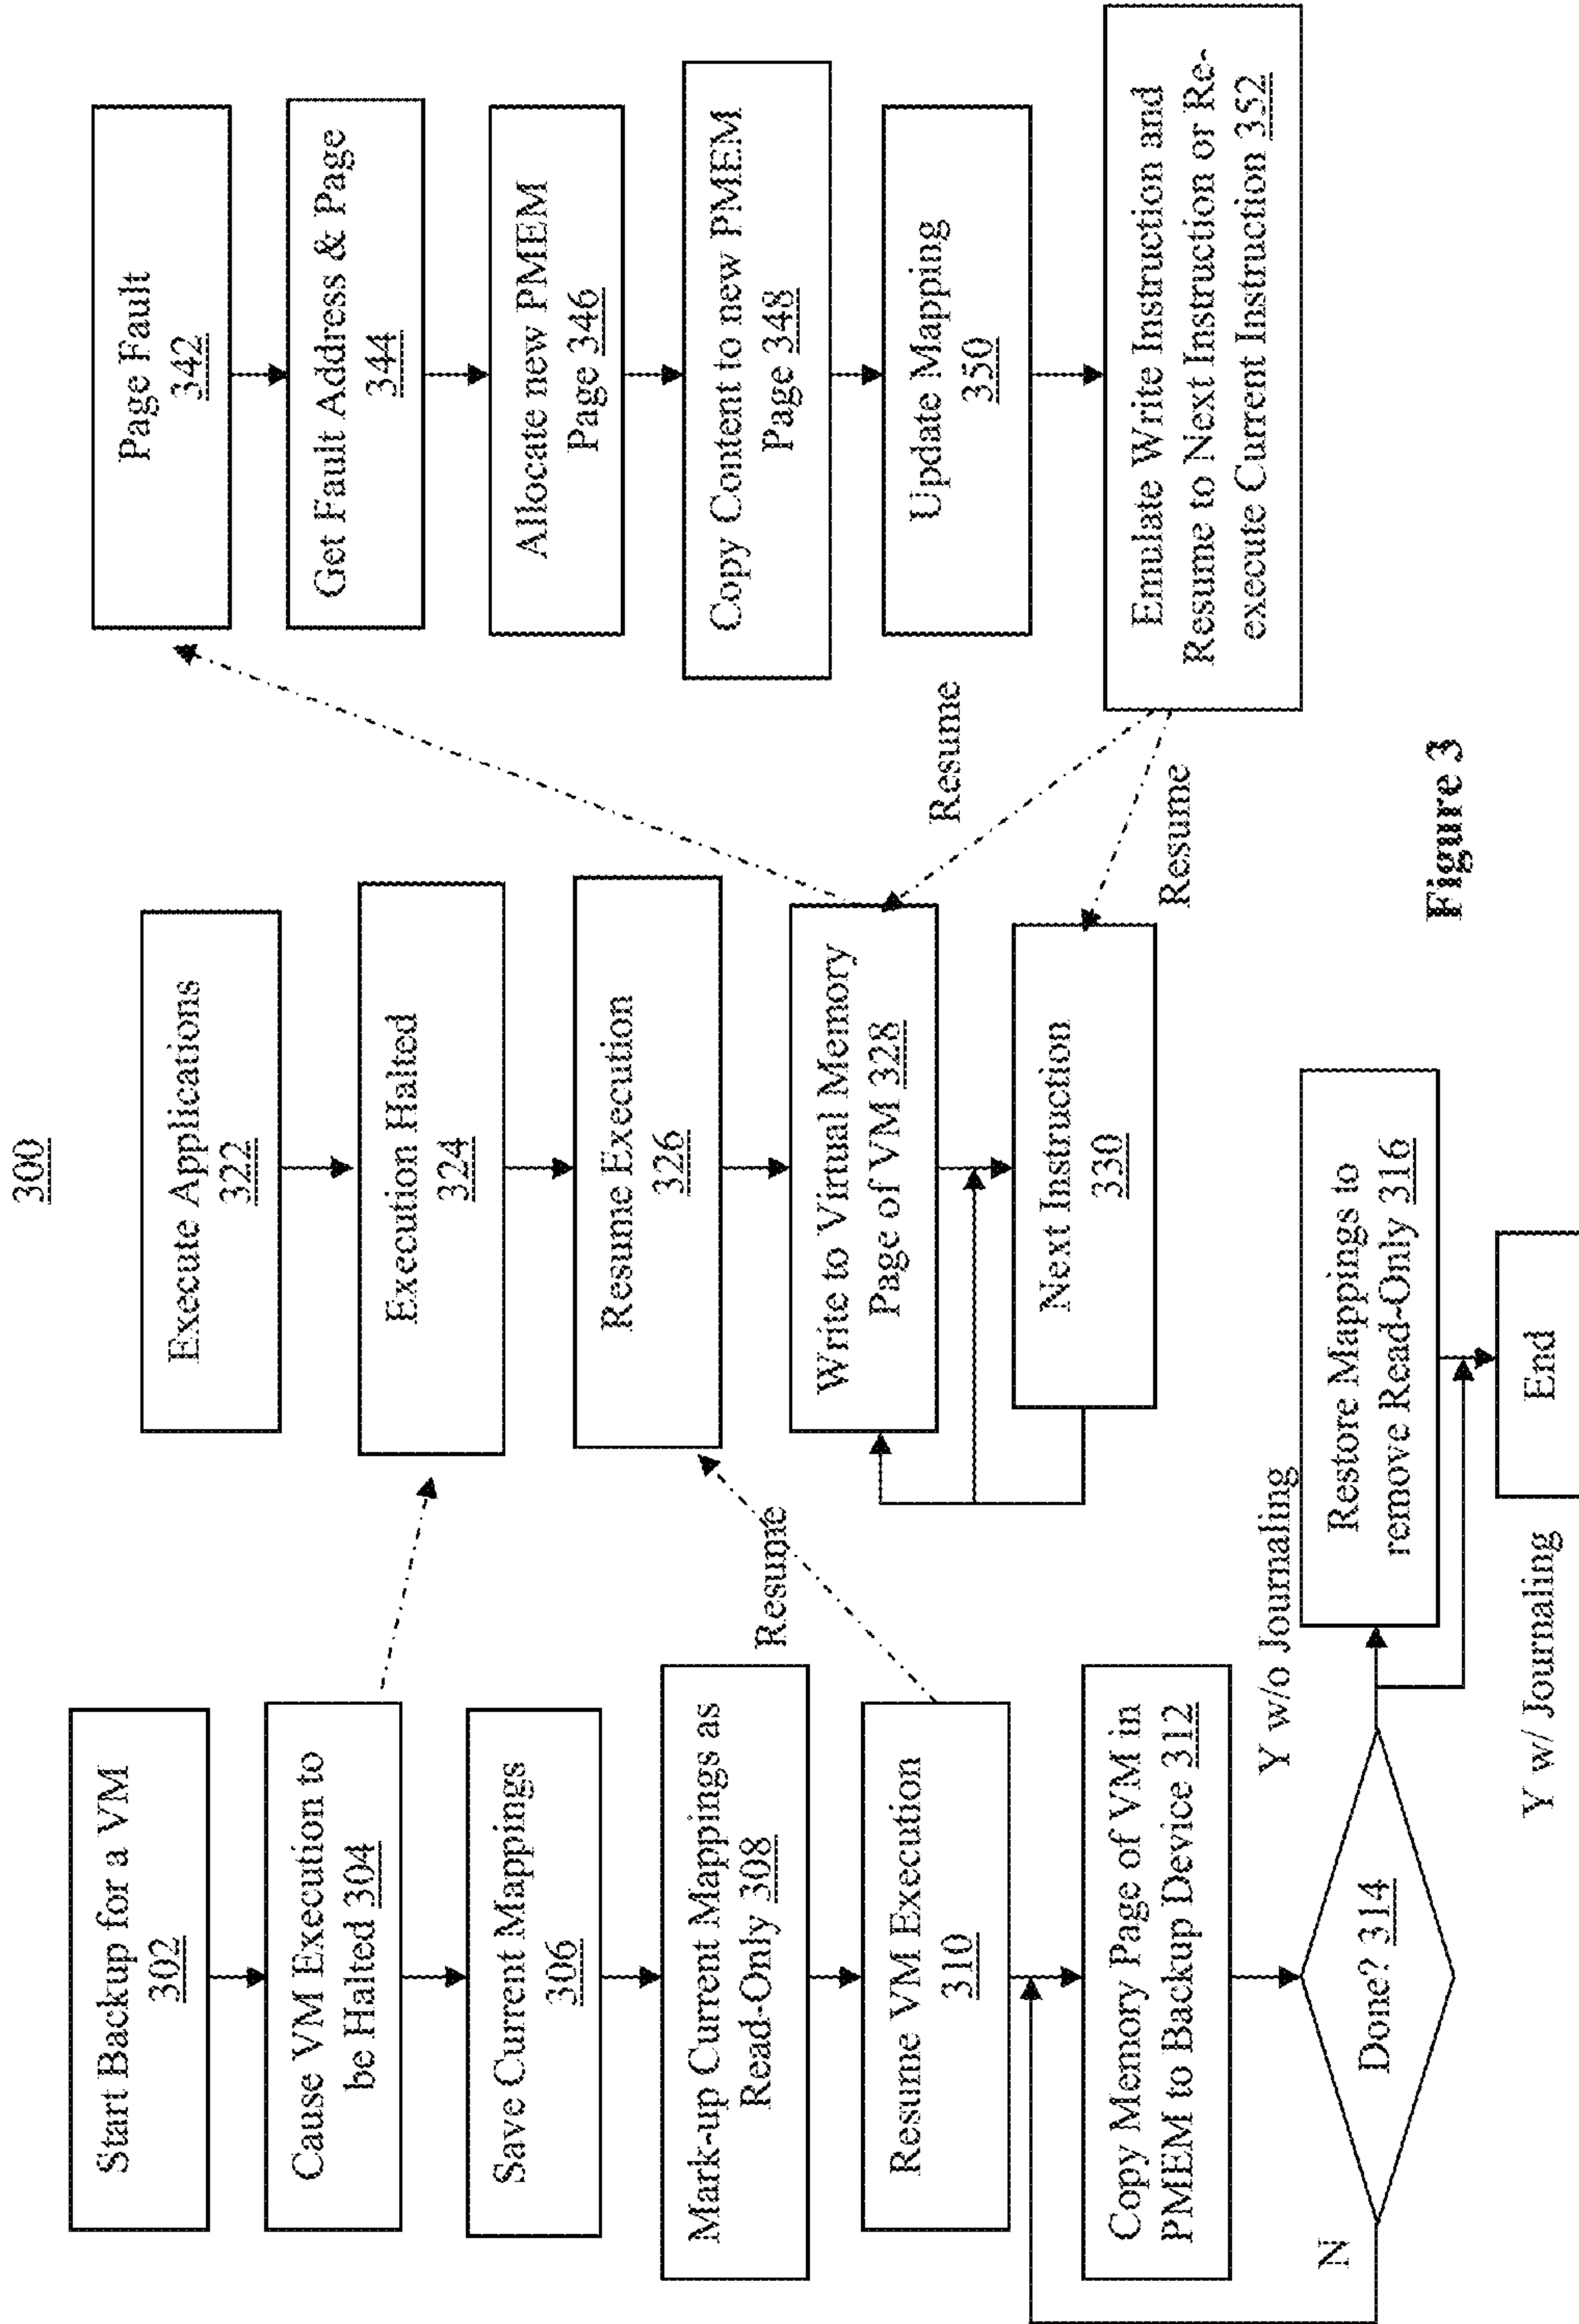 300
Start Backup for a VM
302
Cause VM Execution to
be Halted 304
Save Current Mappings
306
Mark-up Current Mappings as
Read-Only 308
Resume VM Execution
310
Copy Memory Page of VM in
PMEM to Backup Device 312
Done? 314
N
Y w/o Journaling
Y w/ Journaling
Restore Mappings to
remove Read-Only 316
End
Resume
Execute Applications
322
Execution Halted
324
Resume Execution
326
Write to Virtual Memory
Page of VM 328
Next Instruction
330
Resume
Resume
Page Fault
342
Get Fault Address & Page
344
Allocate new PMEM
Page 346
Copy Content to new PMEM
Page 348
Update Mapping
350
Emulate Write Instruction and
Resume to Next Instruction or Re-
execute Current Instruction 352
Figure 3